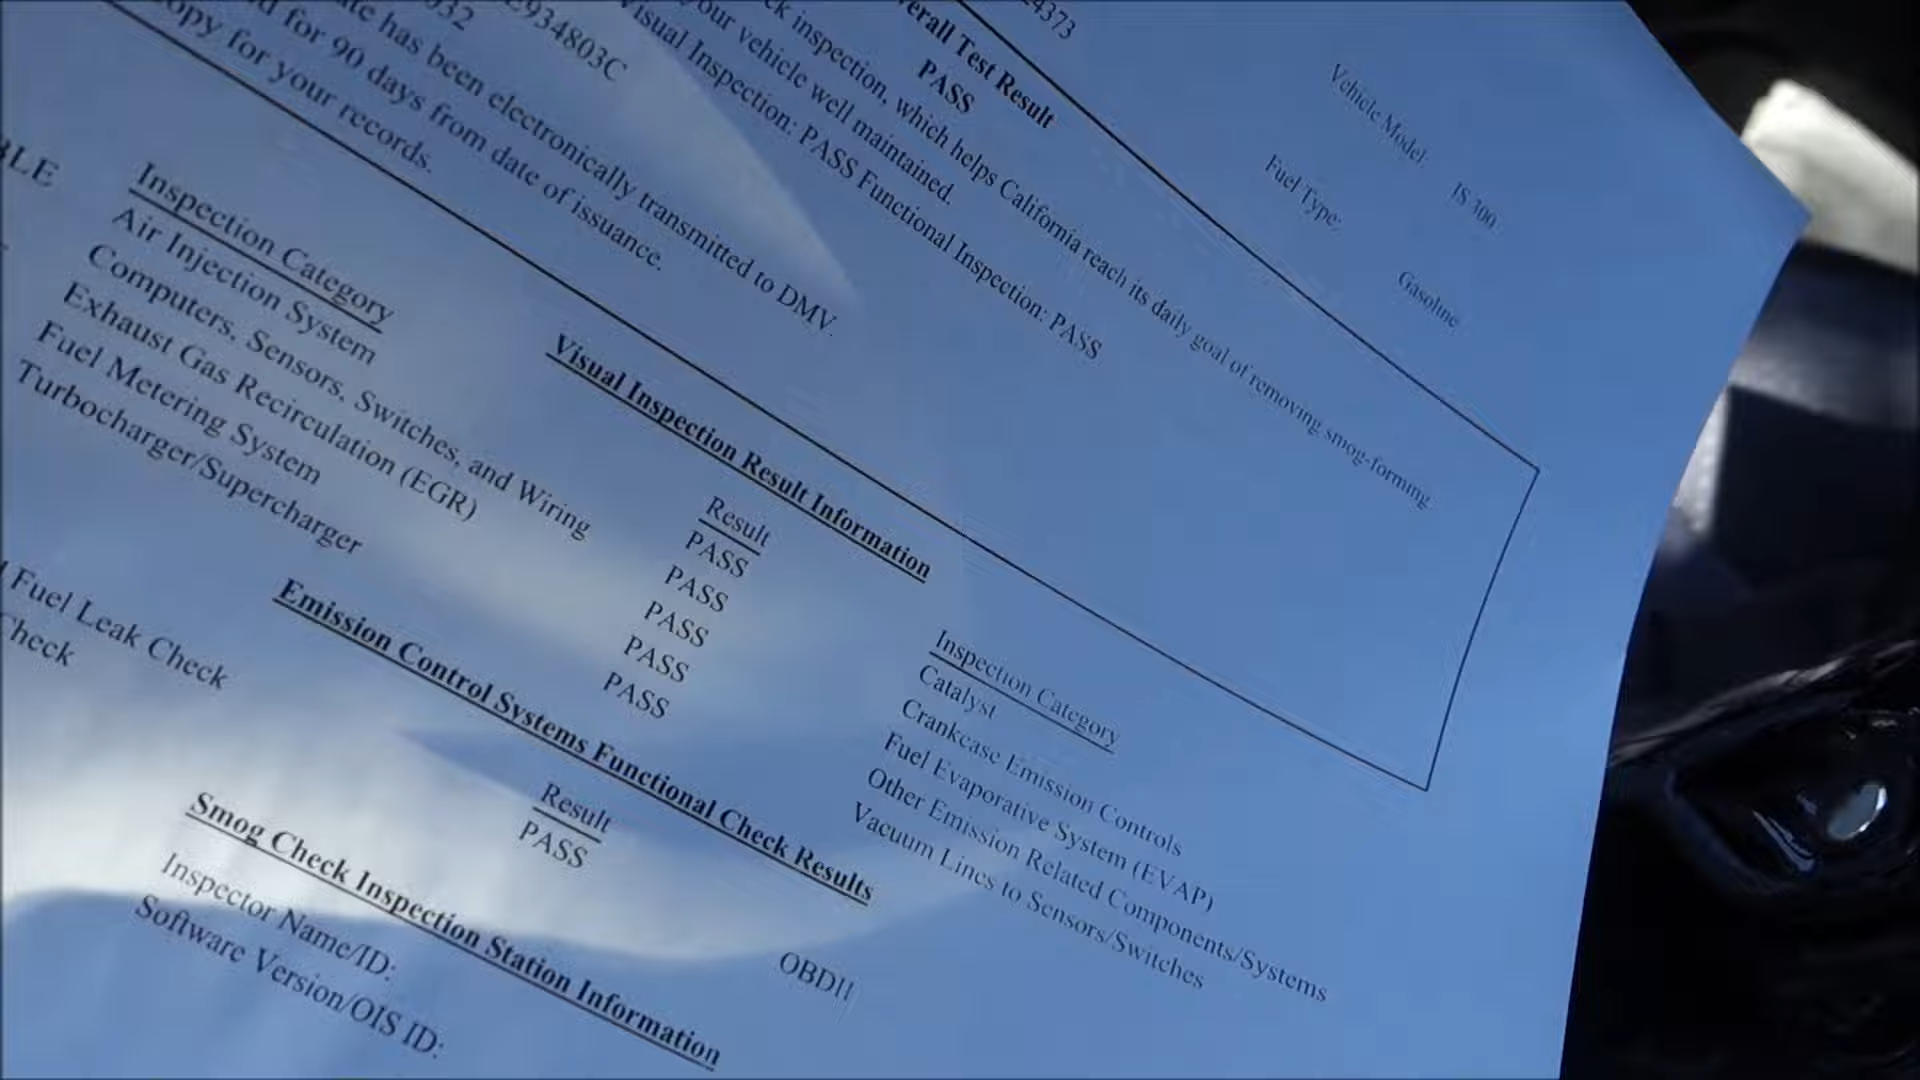 4373
Vehicle Model:
IS 300
Fuel Type:
Gasoline
Overall Test Result
PASS
inspection, which helps California reach its daily goal of removing smog-forming
your vehicle well maintained.
Visual Inspection: PASS Functional Inspection: PASS
032
E934803C
has been electronically transmitted to DMV.
for 90 days from date of issuance.
copy for your records.
Visual Inspection Result Information
Inspection Category
Result
Air Injection System
PASS
Computers, Sensors, Switches, and Wiring
PASS
Exhaust Gas Recirculation (EGR)
PASS
Fuel Metering System
PASS
Turbocharger/Supercharger
PASS
Inspection Category
Catalyst
Crankcase Emission Controls
Fuel Evaporative System (EVAP)
Other Emission Related Components/Systems
Vacuum Lines to Sensors/Switches
Emission Control Systems Functional Check Results
Fuel Leak Check
Check
Result
PASS
OBDII
Smog Check Inspection Station Information
Inspector Name/ID:
Software Version/OIS ID: